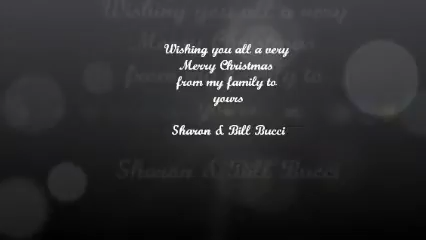 Wishing you all a very
Merry Christmas
from my family to
yours
Sharon & Bill Bucci